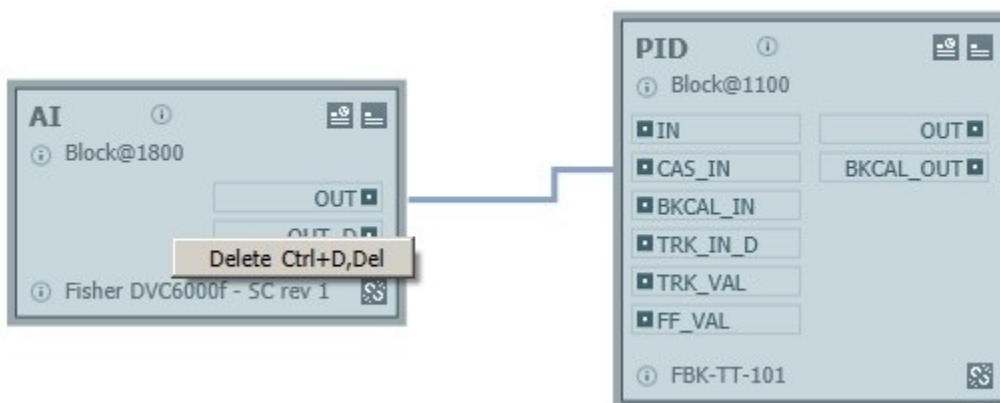 AI
Block@1800
OUT
OUT_D
Delete Ctrl+D,Del
Fisher DVC6000f - SC rev 1
PID
Block@1100
IN OUT
CAS_IN BKCAL_OUT
BKCAL_IN
TRK_IN_D
TRK_VAL
FF_VAL
FBK-TT-101